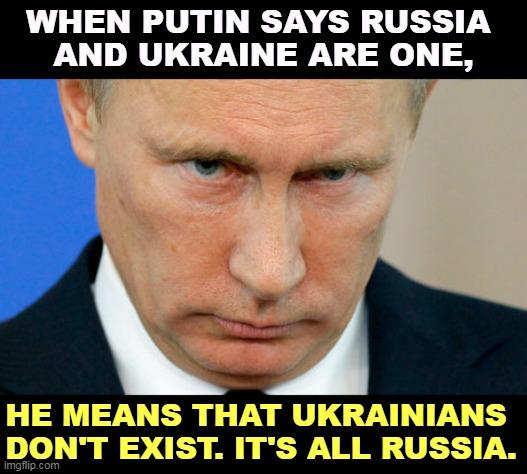 WHEN PUTIN SAYS RUSSIA
AND UKRAINE ARE ONE,
HE MEANS THAT UKRAINIANS
DON'T EXIST. IT'S ALL RUSSIA.
imgflip.com